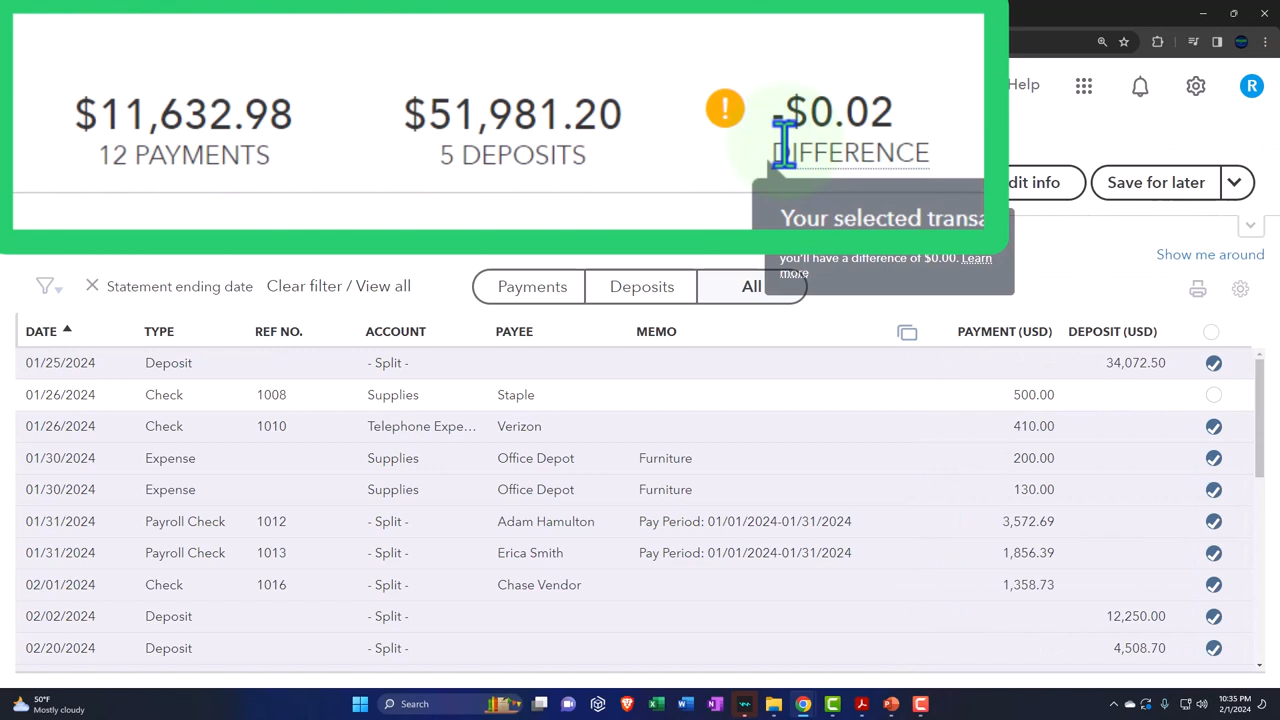 $11,632.98
12 PAYMENTS
$51,981.20
5 DEPOSITS
!
-$0.02
DIFFERENCE
Your selected transa
you'll have a difference of $0.00. Learn
more
Help
R
dit info
Save for later
Show me around
Statement ending date
Clear filter / View all
Payments
Deposits
All
DATE TYPE REF NO. ACCOUNT PAYEE MEMO PAYMENT (USD) DEPOSIT (USD)
01/25/2024 Deposit - Split - 34,072.50
01/26/2024 Check 1008 Supplies Staple 500.00
01/26/2024 Check 1010 Telephone Expe... Verizon 410.00
01/30/2024 Expense Supplies Office Depot Furniture 200.00
01/30/2024 Expense Supplies Office Depot Furniture 130.00
01/31/2024 Payroll Check 1012 - Split - Adam Hamulton Pay Period: 01/01/2024-01/31/2024 3,572.69
01/31/2024 Payroll Check 1013 - Split - Erica Smith Pay Period: 01/01/2024-01/31/2024 1,856.39
02/01/2024 Check 1016 - Split - Chase Vendor 1,358.73
02/02/2024 Deposit - Split - 12,250.00
02/20/2024 Deposit - Split - 4,508.70
50°F
Mostly cloudy
Search
10:35 PM
2/1/2024